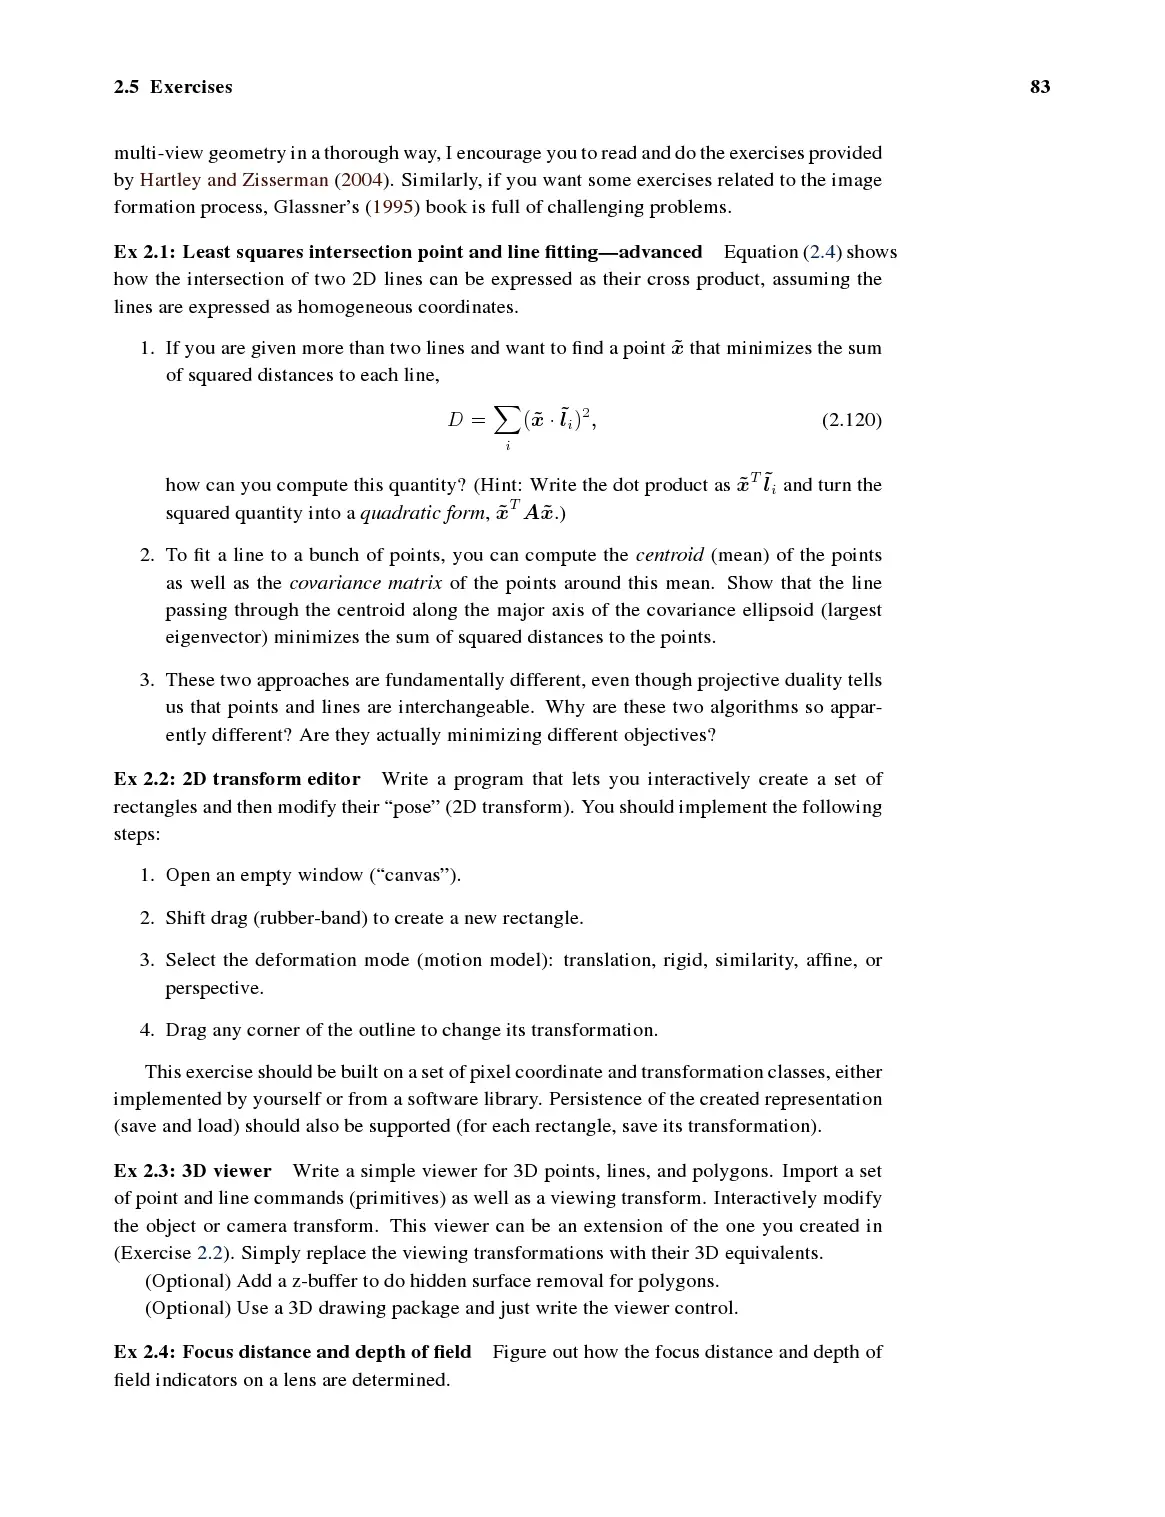 2.5 Exercises 83
multi-view geometry in a thorough way, I encourage you to read and do the exercises provided
by Hartley and Zisserman (2004). Similarly, if you want some exercises related to the image
formation process, Glassner's (1995) book is full of challenging problems.
Ex 2.1: Least squares intersection point and line fitting—advanced Equation (2.4) shows
how the intersection of two 2D lines can be expressed as their cross product, assuming the
lines are expressed as homogeneous coordinates.
1. If you are given more than two lines and want to find a point x̃ that minimizes the sum
of squared distances to each line,
D = ∑_i (x̃ · l̃_i)², (2.120)
how can you compute this quantity? (Hint: Write the dot product as x̃^T l̃_i and turn the
squared quantity into a quadratic form, x̃^T Ax̃.)
2. To fit a line to a bunch of points, you can compute the centroid (mean) of the points
as well as the covariance matrix of the points around this mean. Show that the line
passing through the centroid along the major axis of the covariance ellipsoid (largest
eigenvector) minimizes the sum of squared distances to the points.
3. These two approaches are fundamentally different, even though projective duality tells
us that points and lines are interchangeable. Why are these two algorithms so appar-
ently different? Are they actually minimizing different objectives?
Ex 2.2: 2D transform editor Write a program that lets you interactively create a set of
rectangles and then modify their “pose” (2D transform). You should implement the following
steps:
1. Open an empty window (“canvas”).
2. Shift drag (rubber-band) to create a new rectangle.
3. Select the deformation mode (motion model): translation, rigid, similarity, affine, or
perspective.
4. Drag any corner of the outline to change its transformation.
This exercise should be built on a set of pixel coordinate and transformation classes, either
implemented by yourself or from a software library. Persistence of the created representation
(save and load) should also be supported (for each rectangle, save its transformation).
Ex 2.3: 3D viewer Write a simple viewer for 3D points, lines, and polygons. Import a set
of point and line commands (primitives) as well as a viewing transform. Interactively modify
the object or camera transform. This viewer can be an extension of the one you created in
(Exercise 2.2). Simply replace the viewing transformations with their 3D equivalents.
(Optional) Add a z-buffer to do hidden surface removal for polygons.
(Optional) Use a 3D drawing package and just write the viewer control.
Ex 2.4: Focus distance and depth of field Figure out how the focus distance and depth of
field indicators on a lens are determined.